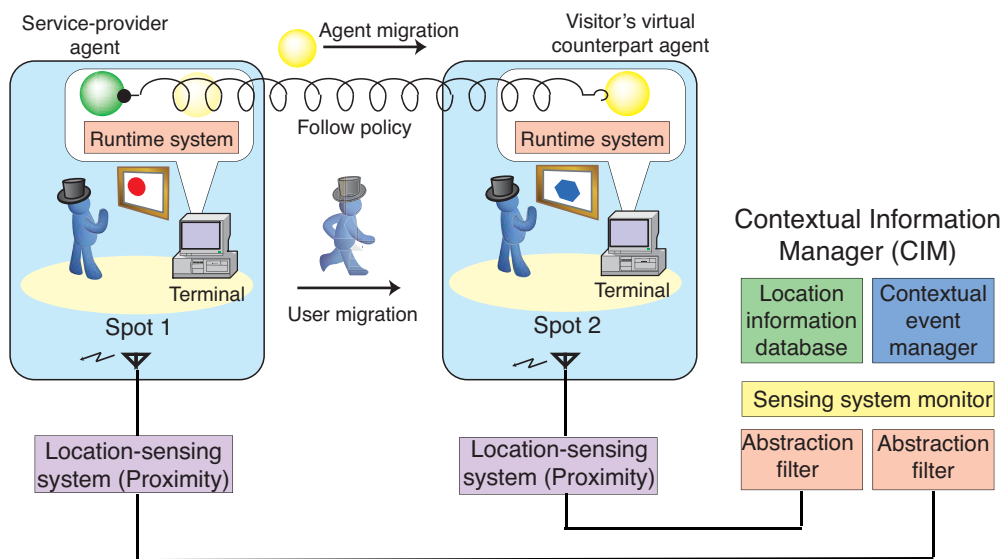 Service-provider
agent
Agent migration
Visitor's virtual
counterpart agent
Follow policy
Runtime system
Runtime system
Terminal
Spot 1
User migration
Terminal
Spot 2
Location-sensing
system (Proximity)
Location-sensing
system (Proximity)
Contextual Information
Manager (CIM)
Location
information
database
Contextual
event
manager
Sensing system monitor
Abstraction
filter
Abstraction
filter